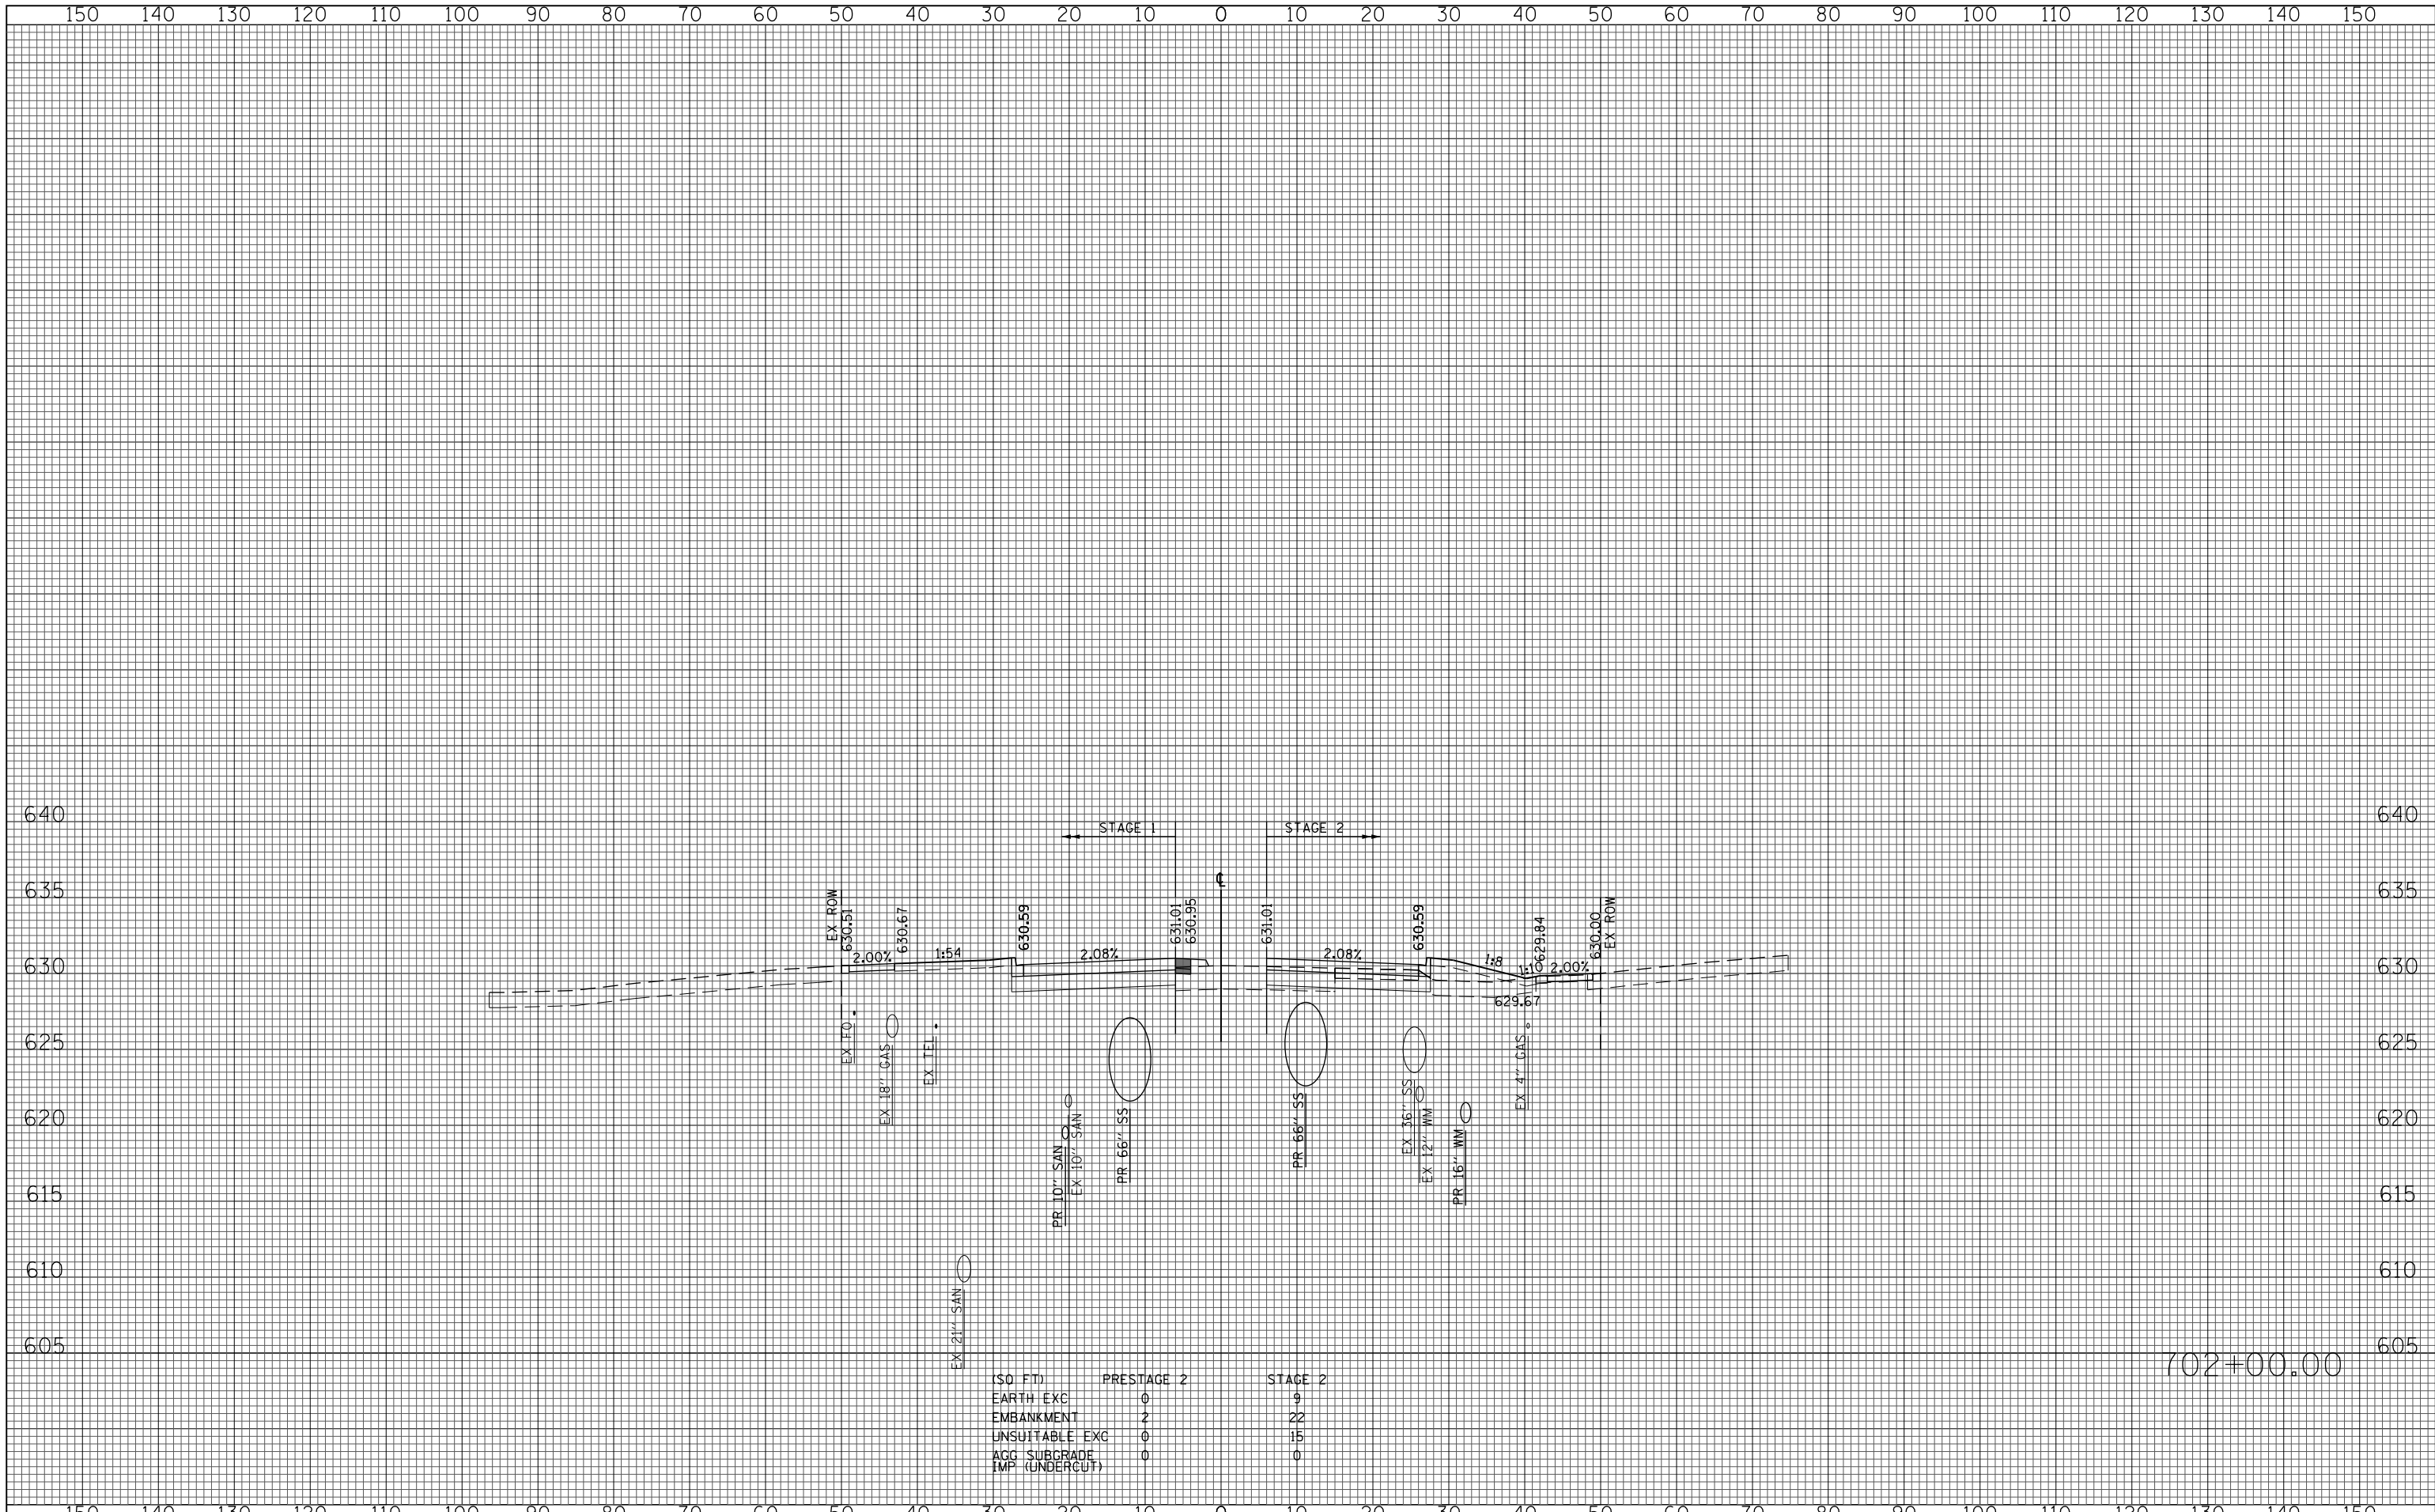 150 140 130 120 110 100 90 80 70 60 50 40 30 20 10 0 10 20 30 40 50 60 70 80 90 100 110 120 130 140 150
640 640
STAGE 1 STAGE 2
635 635
℄
EX ROW
630.51
630.67
630.59
631.01
630.95
631.01
630.59
629.84
630.00
EX ROW
2.00% 1:54 2.08% 2.08% 1:8 1:10 2.00%
630 630
629.67
625 625
EX FO
EX 18" GAS
EX TEL
PR 10" SAN
EX 10" SAN
PR 66" SS
PR 66" SS
EX 36" SS
EX 12" WM
PR 16" WM
EX 4" GAS
620 620
615 615
610 610
EX 21" SAN
605 605
702+00.00
(SQ FT) PRESTAGE 2 STAGE 2
EARTH EXC 0 9
EMBANKMENT 2 22
UNSUITABLE EXC 0 15
AGG SUBGRADE 0 0
IMP (UNDERCUT)
150 140 130 120 110 100 90 80 70 60 50 40 30 20 10 0 10 20 30 40 50 60 70 80 90 100 110 120 130 140 150